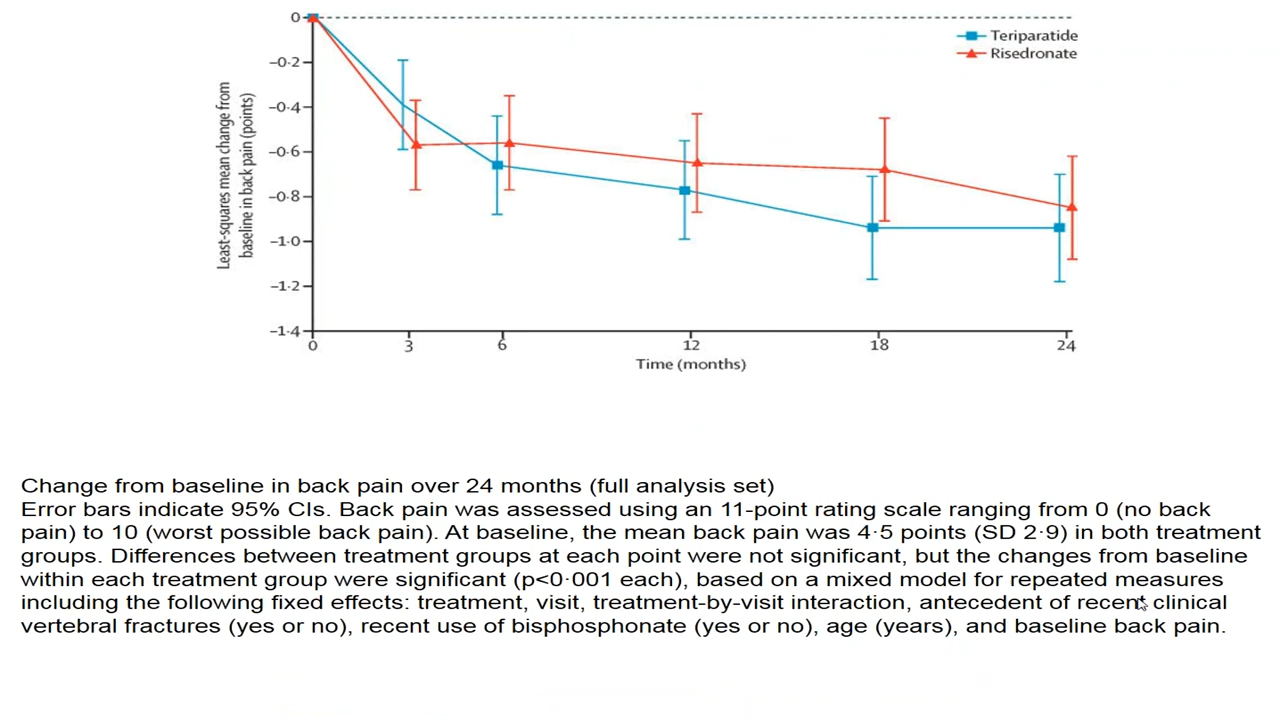 0
–0·2
–0·4
–0·6
–0·8
–1·0
–1·2
–1·4
Least-squares mean change from
baseline in back pain (points)
Teriparatide
Risedronate
0 3 6 12 18 24
Time (months)
Change from baseline in back pain over 24 months (full analysis set)
Error bars indicate 95% CIs. Back pain was assessed using an 11-point rating scale ranging from 0 (no back
pain) to 10 (worst possible back pain). At baseline, the mean back pain was 4·5 points (SD 2·9) in both treatment
groups. Differences between treatment groups at each point were not significant, but the changes from baseline
within each treatment group were significant (p<0·001 each), based on a mixed model for repeated measures
including the following fixed effects: treatment, visit, treatment-by-visit interaction, antecedent of recent clinical
vertebral fractures (yes or no), recent use of bisphosphonate (yes or no), age (years), and baseline back pain.